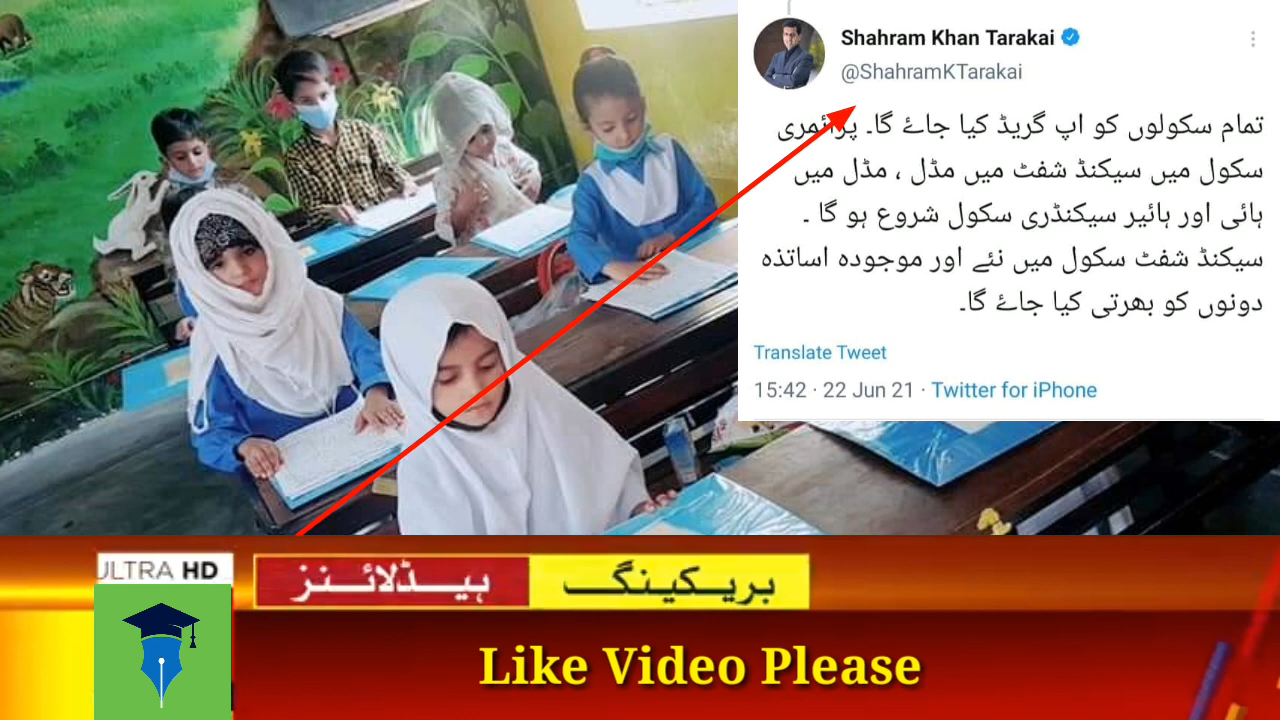 Shahram Khan Tarakai
@ShahramKTarakai
تمام سکولوں کو اپ گریڈ کیا جاۓ گا۔ پرائمری
سکول میں سیکنڈ شفٹ میں مڈل ، مڈل میں
ہائی اور ہائیر سیکنڈری سکول شروع ہو گا ۔
سیکنڈ شفٹ سکول میں نئے اور موجودہ اساتذہ
دونوں کو بھرتی کیا جاۓ گا۔
Translate Tweet
15:42 · 22 Jun 21 · Twitter for iPhone
ULTRA HD
بریکینگ ہیڈلائنز
Like Video Please